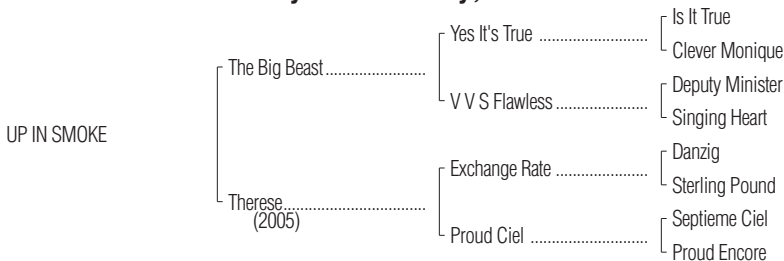 Is It True
Yes It's True ............................
Clever Monique
The Big Beast..........................
Deputy Minister
V V S Flawless ........................
Singing Heart
UP IN SMOKE
Danzig
Exchange Rate ........................
Sterling Pound
Therese.....................................
(2005)
Septieme Ciel
Proud Ciel ..............................
Proud Encore